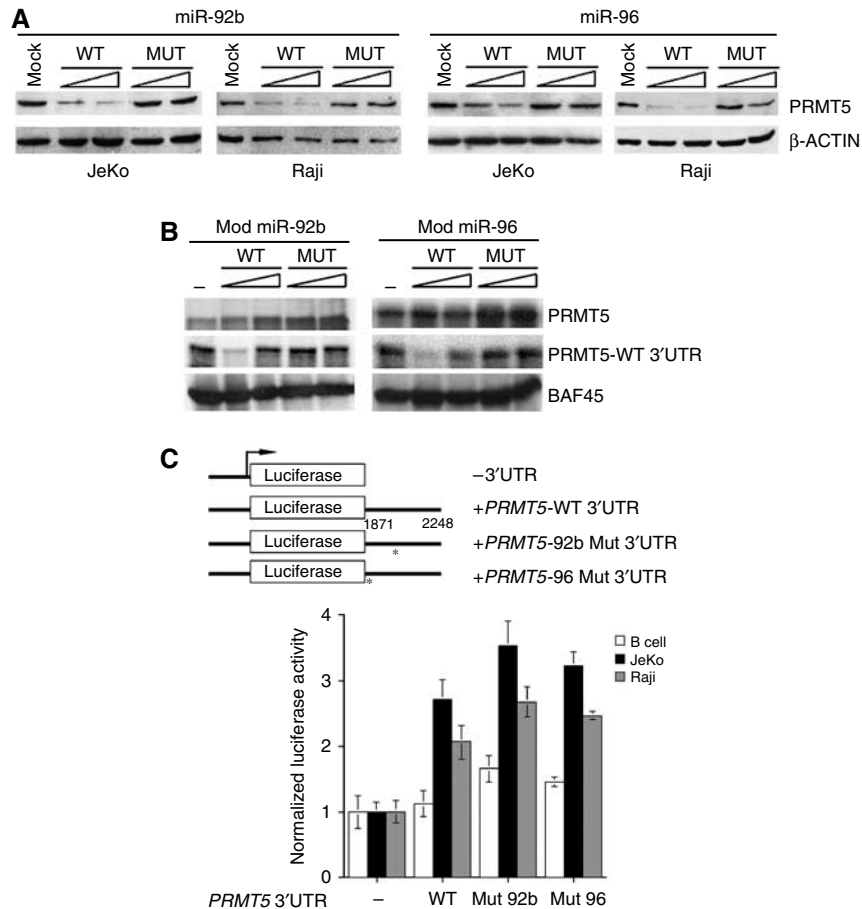 A
miR-92b
miR-96
Mock WT MUT Mock WT MUT Mock WT MUT Mock WT MUT
PRMT5
β-ACTIN
JeKo Raji JeKo Raji
B
Mod miR-92b Mod miR-96
– WT MUT – WT MUT
PRMT5
PRMT5-WT 3′UTR
BAF45
C
Luciferase –3′UTR
Luciferase +PRMT5-WT 3′UTR
1871 2248
Luciferase * +PRMT5-92b Mut 3′UTR
Luciferase * +PRMT5-96 Mut 3′UTR
Normalized luciferase activity
4
3
2
1
0
B cell
JeKo
Raji
PRMT5 3′UTR – WT Mut 92b Mut 96